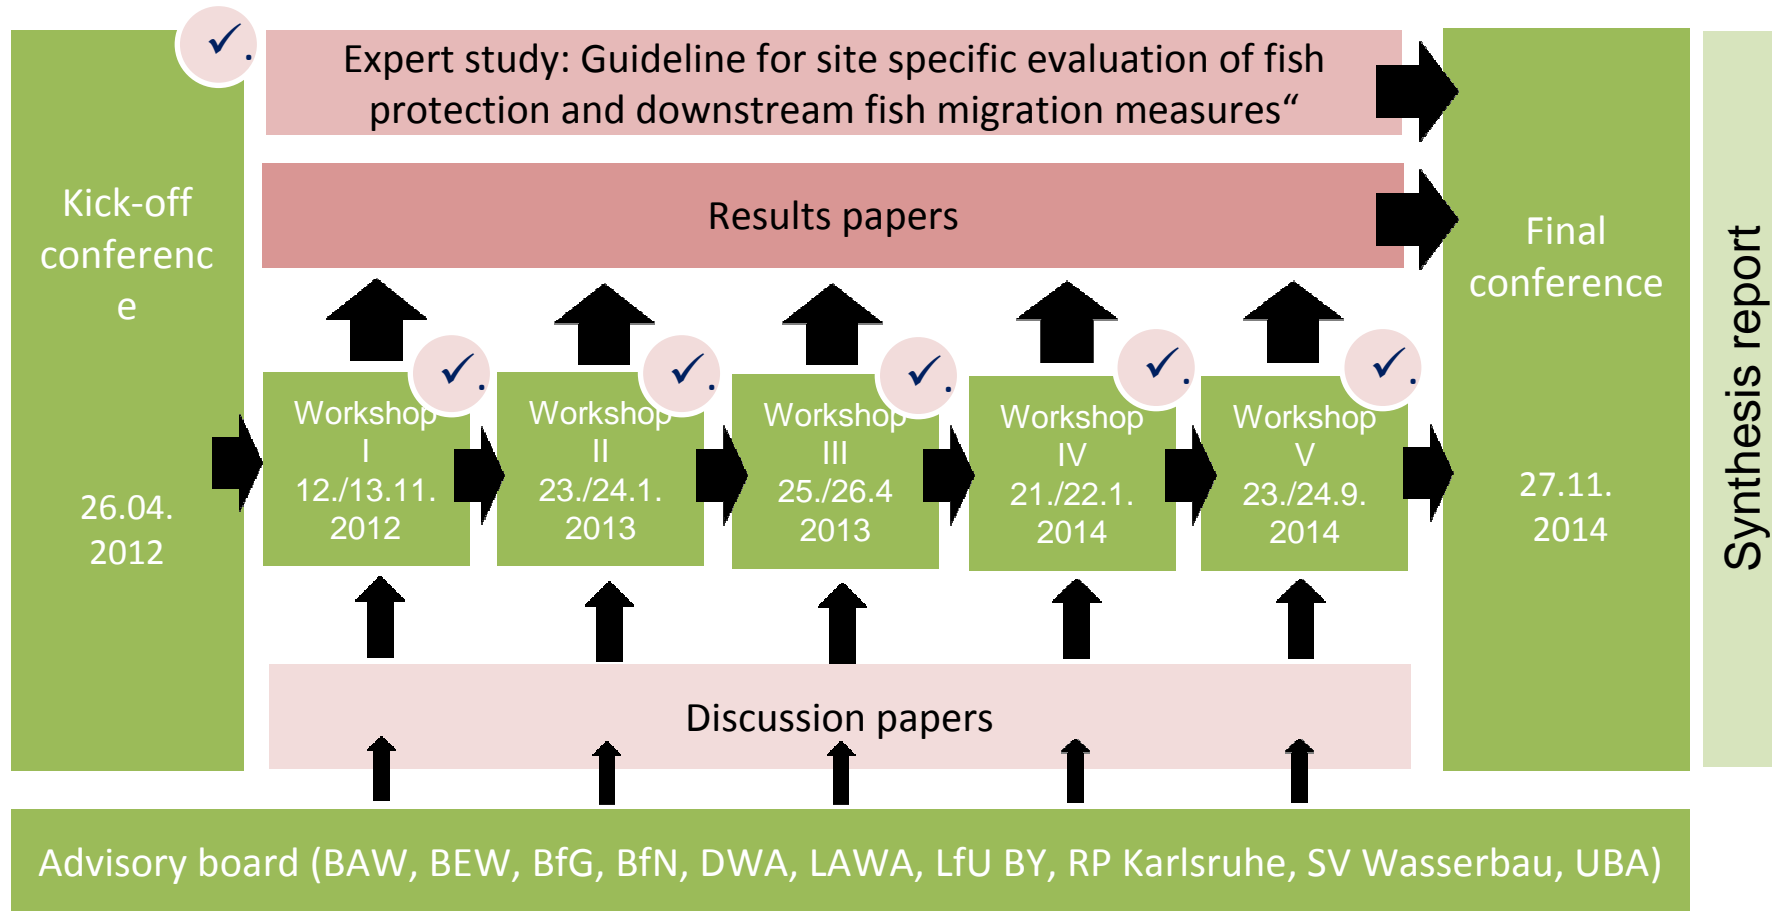 Expert study: Guideline for site specific evaluation of fish
protection and downstream fish migration measures“
Results papers
Kick-off
conferenc
e
26.04.
2012
Workshop
I
12./13.11.
2012
Workshop
II
23./24.1.
2013
Workshop
III
25./26.4
2013
Workshop
IV
21./22.1.
2014
Workshop
V
23./24.9.
2014
Final
conference
27.11.
2014
Synthesis report
Discussion papers
Advisory board (BAW, BEW, BfG, BfN, DWA, LAWA, LfU BY, RP Karlsruhe, SV Wasserbau, UBA)